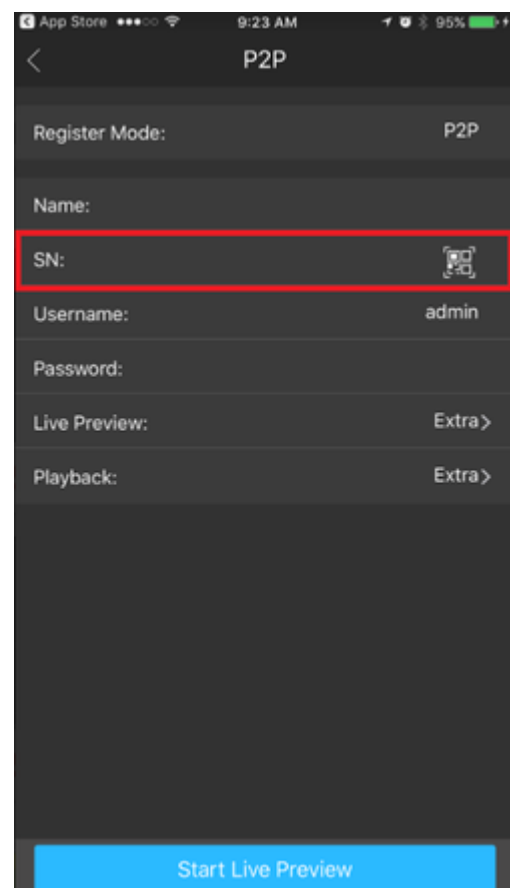 App Store 9:23 AM 95%
P2P
Register Mode: P2P
Name:
SN:
Username: admin
Password:
Live Preview: Extra>
Playback: Extra>
Start Live Preview